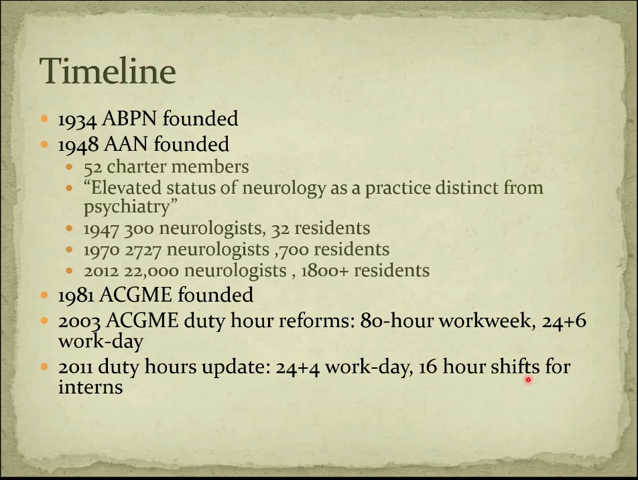 Timeline
1934 ABPN founded
1948 AAN founded
52 charter members
“Elevated status of neurology as a practice distinct from
psychiatry”
1947 300 neurologists, 32 residents
1970 2727 neurologists ,700 residents
2012 22,000 neurologists , 1800+ residents
1981 ACGME founded
2003 ACGME duty hour reforms: 80-hour workweek, 24+6
work-day
2011 duty hours update: 24+4 work-day, 16 hour shifts for
interns